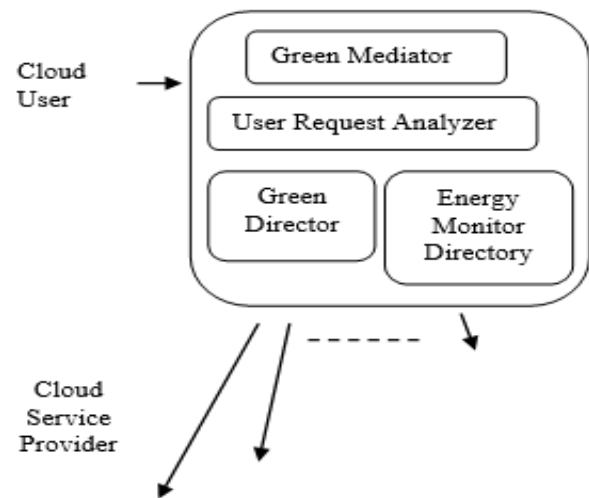 Green Mediator
Cloud
User
User Request Analyzer
Green
Director
Energy
Monitor
Directory
Cloud
Service
Provider